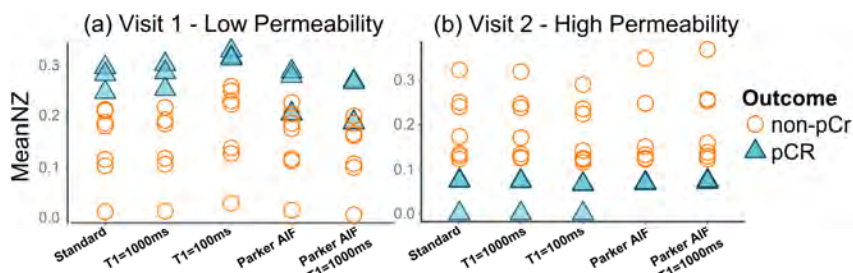 (a) Visit 1 - Low Permeability
(b) Visit 2 - High Permeability
MeanNZ
0.3
0.2
0.1
0.0
Standard
T1=1000ms
T1=100ms
Parker AIF
Parker AIF
T1=1000ms
0.3
0.2
0.1
0.0
Standard
T1=1000ms
T1=100ms
Parker AIF
Parker AIF
T1=1000ms
Outcome
non-pCr
pCR